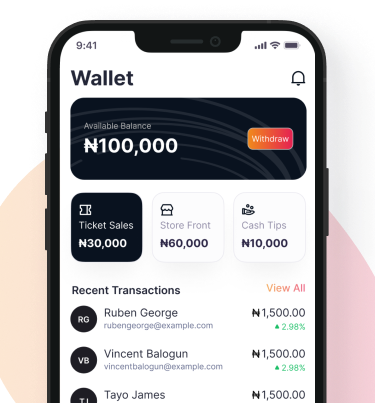 9:41
Wallet
Available Balance
₦100,000
Withdraw
Ticket Sales
₦30,000
Store Front
₦60,000
Cash Tips
₦10,000
Recent Transactions
View All
RG
Ruben George
rubengeorge@example.com
₦1,500.00
2.98%
VB
Vincent Balogun
vincentbalogun@example.com
₦1,500.00
2.98%
TJ
Tayo James
₦1,500.00